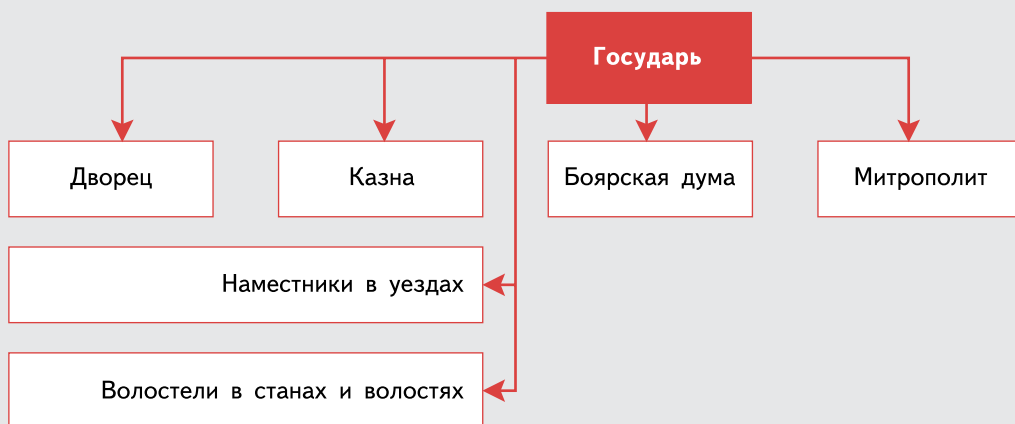 Государь
Дворец
Казна
Боярская дума
Митрополит
Наместники в уездах
Волостели в станах и волостях